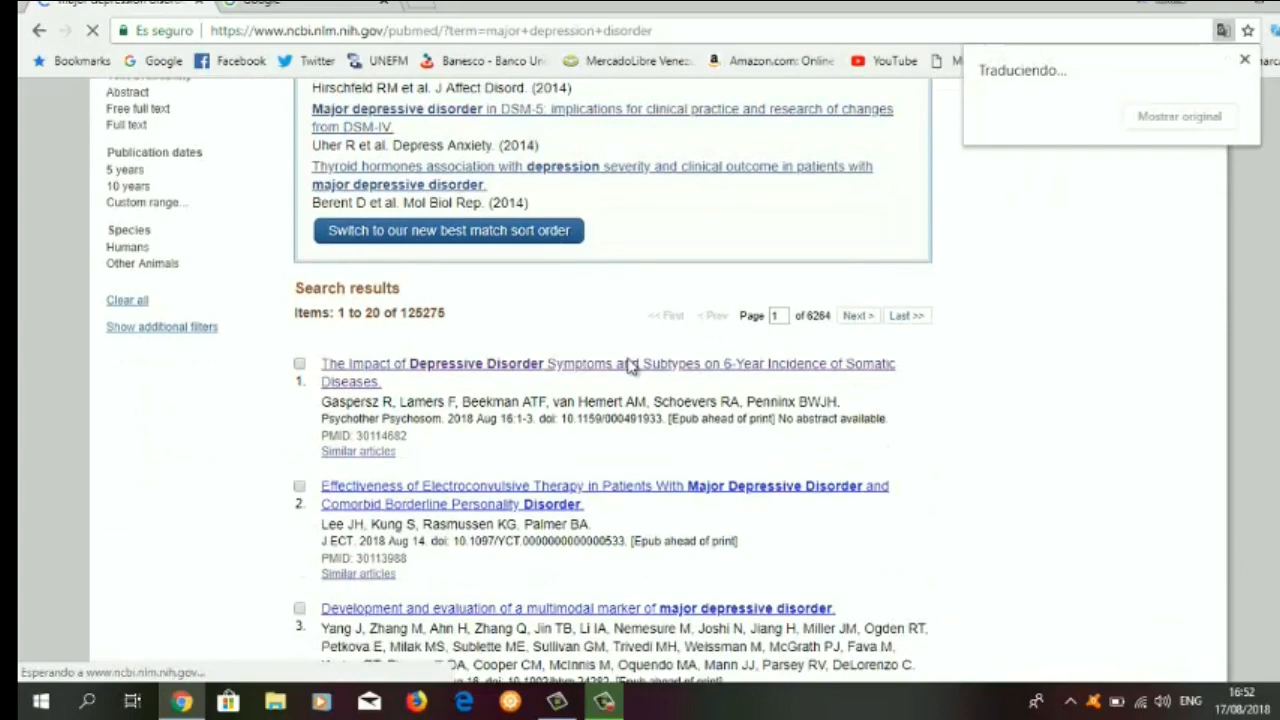 Google
Es seguro
https://www.ncbi.nlm.nih.gov/pubmed/?term=major+depression+disorder
Bookmarks
Google
Facebook
Twitter
UNEFM
Banesco - Banco Un
MercadoLibre Venez
Amazon.com: Online
YouTube
Traduciendo...
Mostrar original
Abstract
Free full text
Full text
Publication dates
5 years
10 years
Custom range...
Species
Humans
Other Animals
Clear all
Show additional filters
Hirschfeld RM et al. J Affect Disord. (2014)
Major depressive disorder in DSM-5: implications for clinical practice and research of changes
from DSM-IV.
Uher R et al. Depress Anxiety. (2014)
Thyroid hormones association with depression severity and clinical outcome in patients with
major depressive disorder.
Berent D et al. Mol Biol Rep. (2014)
Switch to our new best match sort order
Search results
Items: 1 to 20 of 125275
<< First < Prev Page 1 of 6264 Next > Last >>
The Impact of Depressive Disorder Symptoms and Subtypes on 6-Year Incidence of Somatic
1. Diseases.
Gaspersz R, Lamers F, Beekman ATF, van Hemert AM, Schoevers RA, Penninx BWJH.
Psychother Psychosom. 2018 Aug 16:1-3. doi: 10.1159/000491933. [Epub ahead of print] No abstract available.
PMID: 30114682
Similar articles
Effectiveness of Electroconvulsive Therapy in Patients With Major Depressive Disorder and
2. Comorbid Borderline Personality Disorder.
Lee JH, Kung S, Rasmussen KG, Palmer BA.
J ECT. 2018 Aug 14. doi: 10.1097/YCT.0000000000000533. [Epub ahead of print]
PMID: 30113988
Similar articles
Development and evaluation of a multimodal marker of major depressive disorder.
3. Yang J, Zhang M, Ahn H, Zhang Q, Jin TB, Li IA, Nemesure M, Joshi N, Jiang H, Miller JM, Ogden RT,
Petkova E, Milak MS, Sublette ME, Sullivan GM, Trivedi MH, Weissman M, McGrath PJ, Fava M,
Cooper CM, McInnis M, Oquendo MA, Mann JJ, Parsey RV, DeLorenzo C.
Esperando a www.ncbi.nlm.nih.gov...
ENG
16:52
17/08/2018